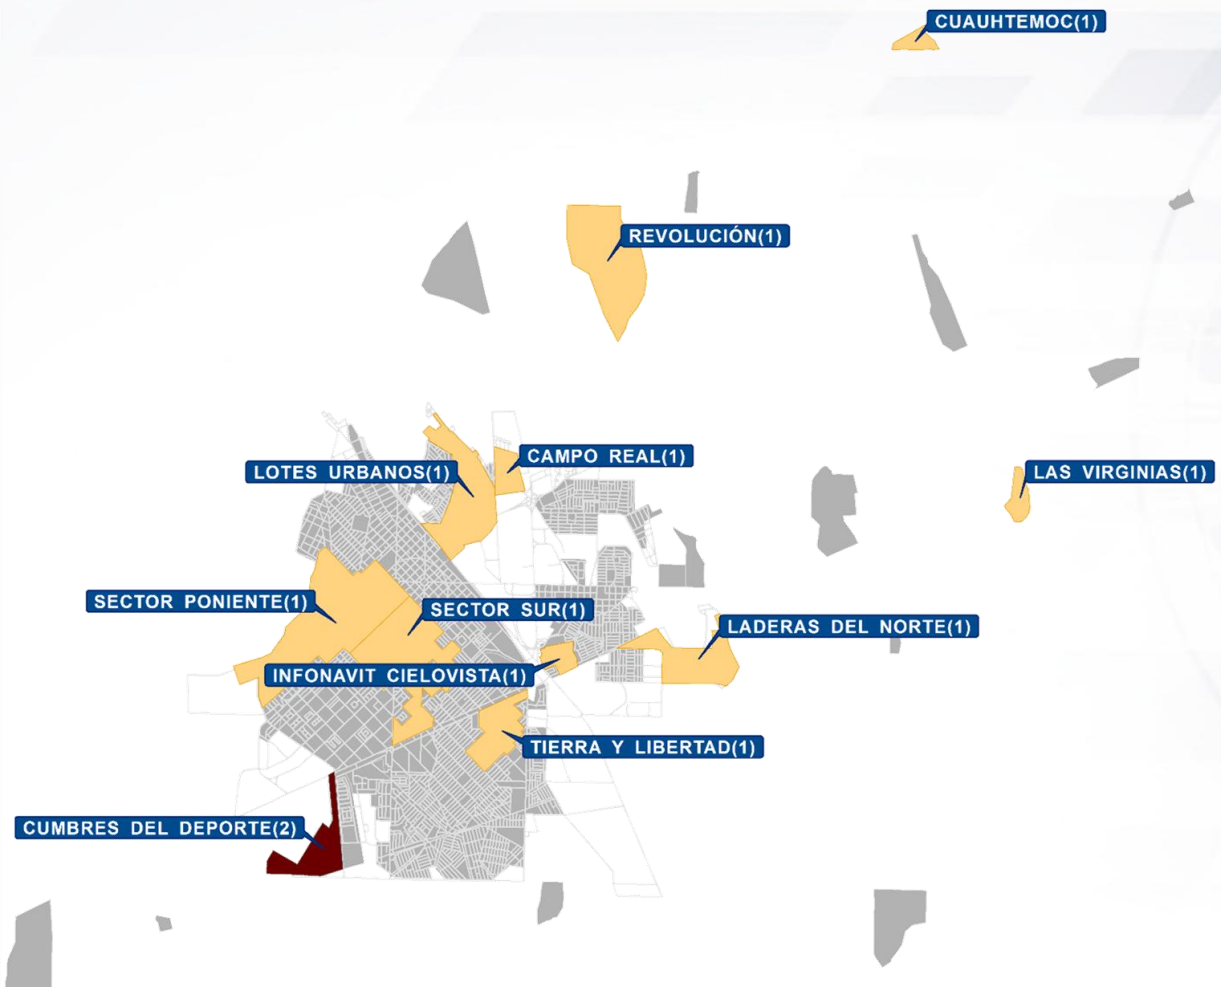 CUAUHTEMOC(1)
REVOLUCIÓN(1)
CAMPO REAL(1)
LOTES URBANOS(1)
LAS VIRGINIAS(1)
SECTOR PONIENTE(1)
SECTOR SUR(1)
LADERAS DEL NORTE(1)
INFONAVIT CIELOVISTA(1)
TIERRA Y LIBERTAD(1)
CUMBRES DEL DEPORTE(2)